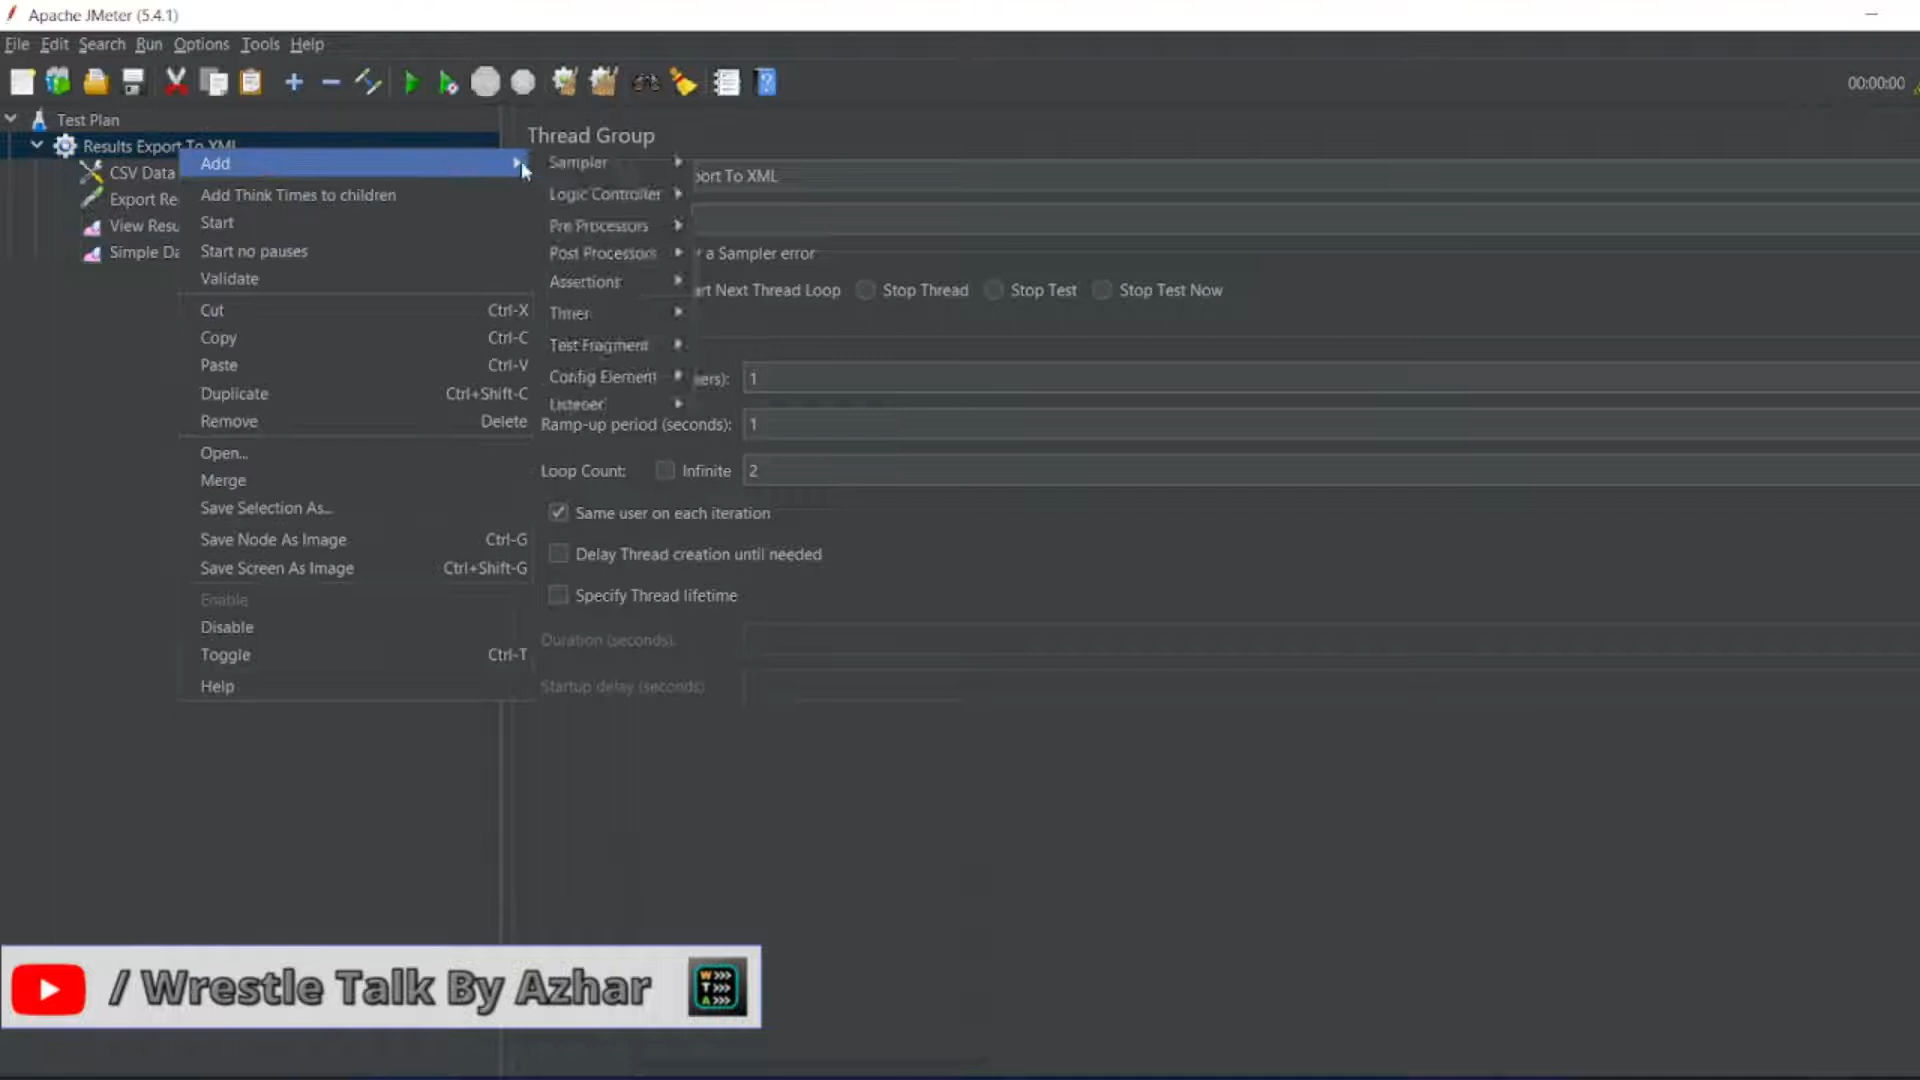 Apache JMeter (5.4.1)
File Edit Search Run Options Tools Help
00:00:00
Test Plan
Results Export To XML
CSV Data
Export Re
View Resu
Simple Da
Add
Add Think Times to children
Start
Start no pauses
Validate
Cut Ctrl-X
Copy Ctrl-C
Paste Ctrl-V
Duplicate Ctrl+Shift-C
Remove Delete
Open...
Merge
Save Selection As...
Save Node As Image Ctrl-G
Save Screen As Image Ctrl+Shift-G
Enable
Disable
Toggle Ctrl-T
Help
Sampler
Logic Controller
Pre Processors
Post Processors
Assertions
Timer
Test Fragment
Config Element
Listener
Thread Group
port To XML
r a Sampler error
art Next Thread Loop Stop Thread Stop Test Stop Test Now
sers): 1
Ramp-up period (seconds): 1
Loop Count: Infinite 2
Same user on each iteration
Delay Thread creation until needed
Specify Thread lifetime
Duration (seconds):
Startup delay (seconds)
/ Wrestle Talk By Azhar
W >>>
T >>>
A >>>